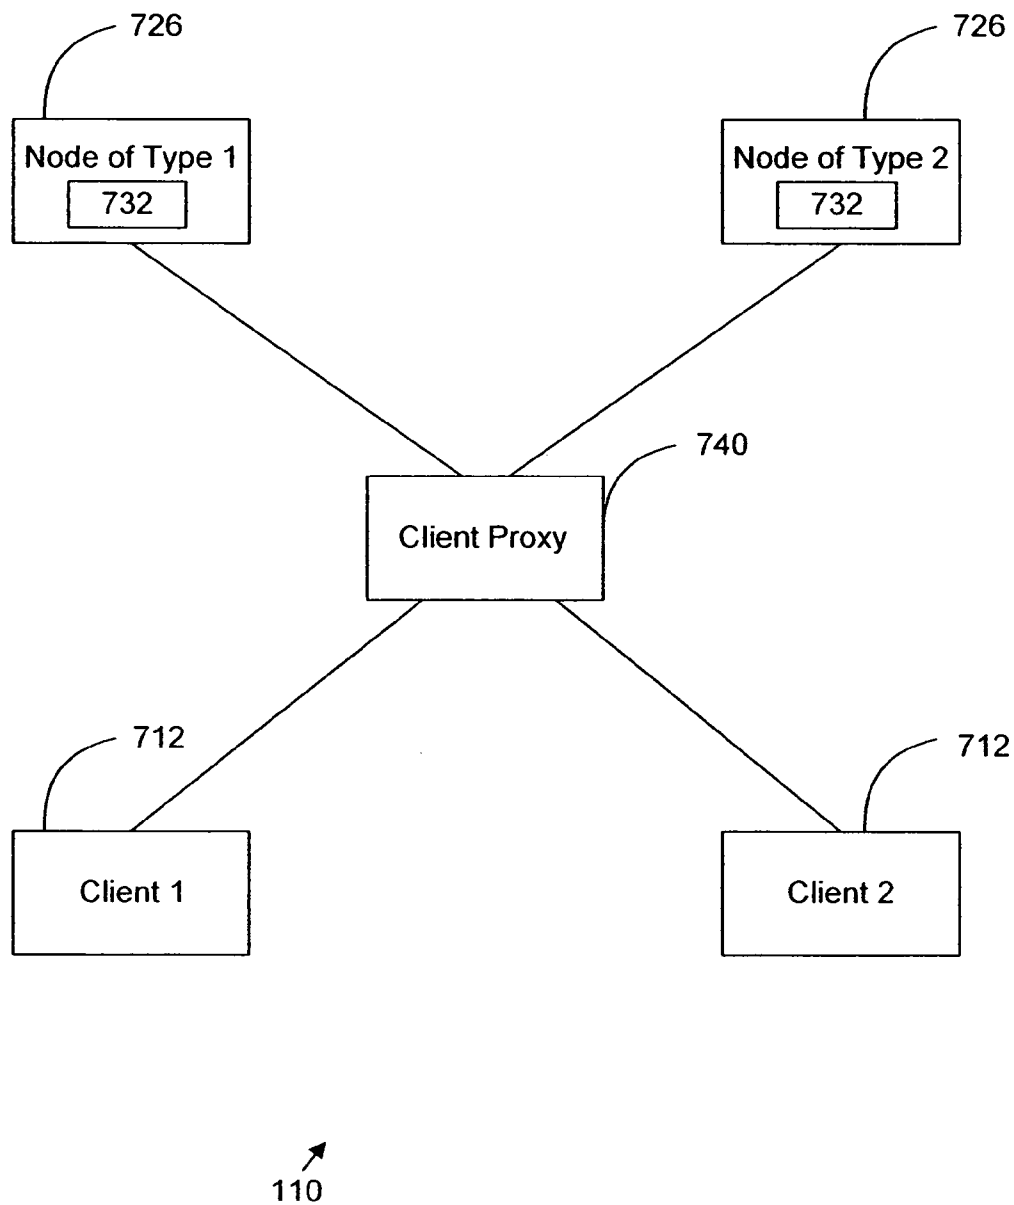 726
726
Node of Type 1
732
Node of Type 2
732
740
Client Proxy
712
712
Client 1
Client 2
110